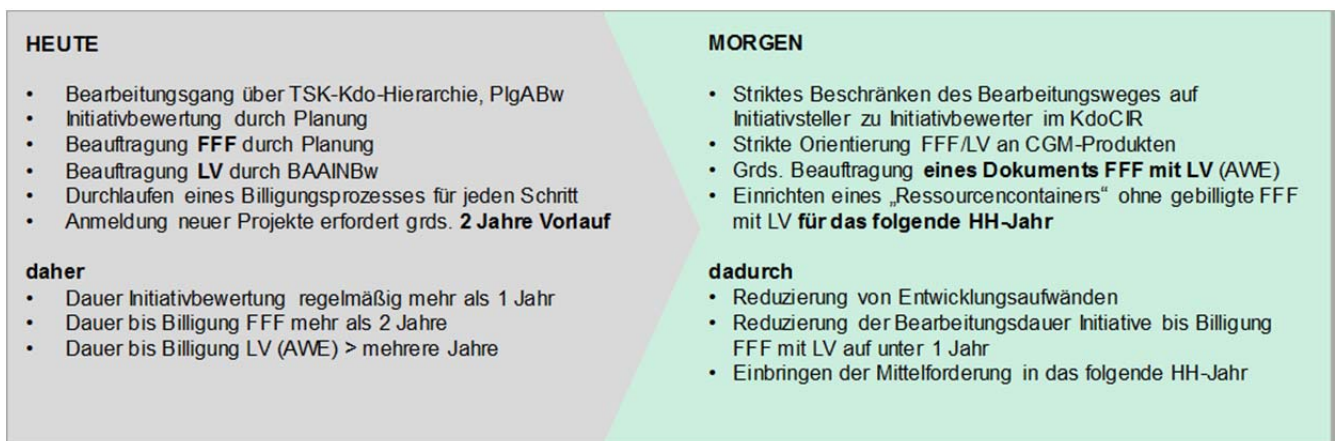 HEUTE
• Bearbeitungsgang über TSK-Kdo-Hierarchie, PlgABw
• Initiativbewertung durch Planung
• Beauftragung FFF durch Planung
• Beauftragung LV durch BAAINBw
• Durchlaufen eines Billigungsprozesses für jeden Schritt
• Anmeldung neuer Projekte erfordert grds. 2 Jahre Vorlauf
daher
• Dauer Initiativbewertung regelmäßig mehr als 1 Jahr
• Dauer bis Billigung FFF mehr als 2 Jahre
• Dauer bis Billigung LV (AWE) > mehrere Jahre
MORGEN
• Striktes Beschränken des Bearbeitungsweges auf
Initiativsteller zu Initiativbewerter im KdoCIR
• Strikte Orientierung FFF/LV an CGM-Produkten
• Grds. Beauftragung eines Dokuments FFF mit LV (AWE)
• Einrichten eines „Ressourcencontainers“ ohne gebilligte FFF
mit LV für das folgende HH-Jahr
dadurch
• Reduzierung von Entwicklungsaufwänden
• Reduzierung der Bearbeitungsdauer Initiative bis Billigung
FFF mit LV auf unter 1 Jahr
• Einbringen der Mittelforderung in das folgende HH-Jahr